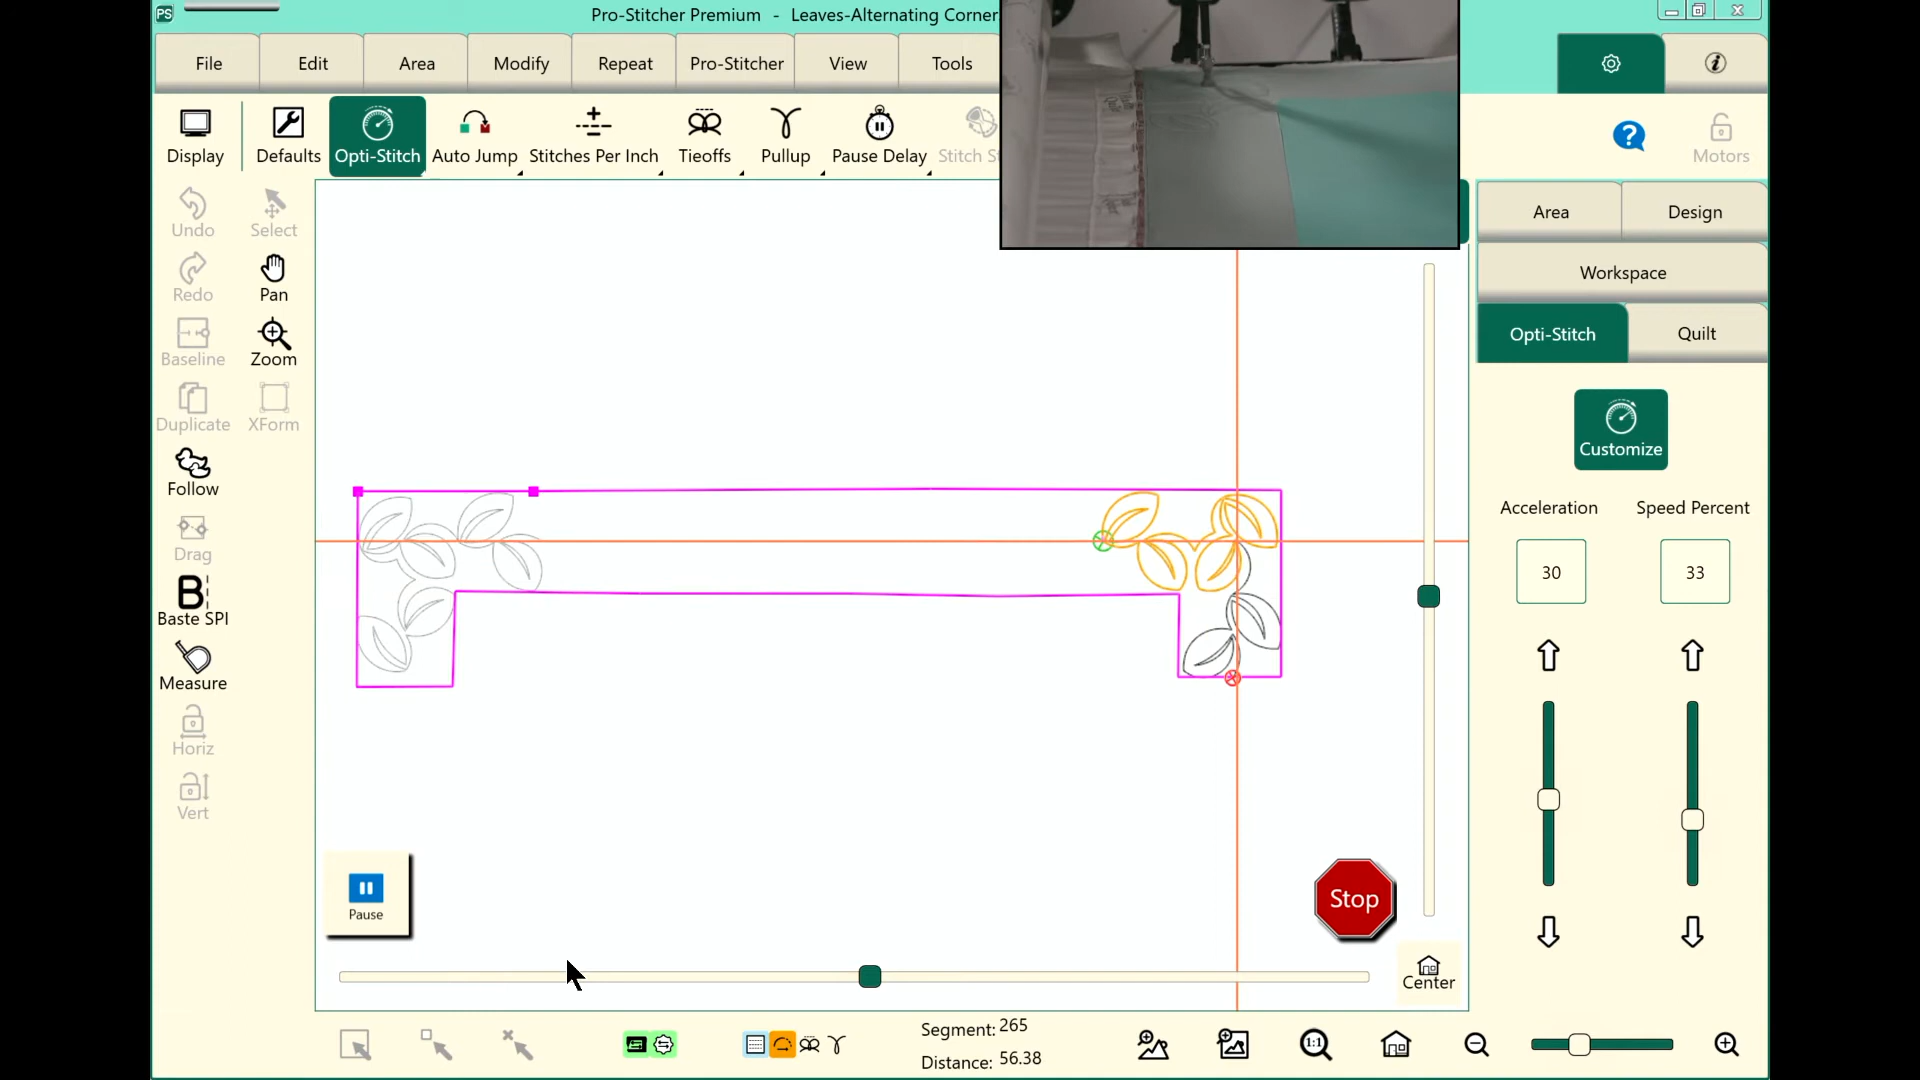 PS
Pro-Stitcher Premium - Leaves-Alternating Corner
File Edit Area Modify Repeat Pro-Stitcher View Tools
Display Defaults Opti-Stitch Auto Jump Stitches Per Inch Tieoffs Pullup Pause Delay Stitch St
Motors
Undo Select
Redo Pan
Baseline Zoom
Duplicate XForm
Follow
Drag
B
Baste SPI
Measure
Horiz
Vert
Area Design
Workspace
Opti-Stitch Quilt
Customize
Acceleration Speed Percent
30 33
Pause
Stop
Center
Segment: 265
Distance: 56.38
1:1